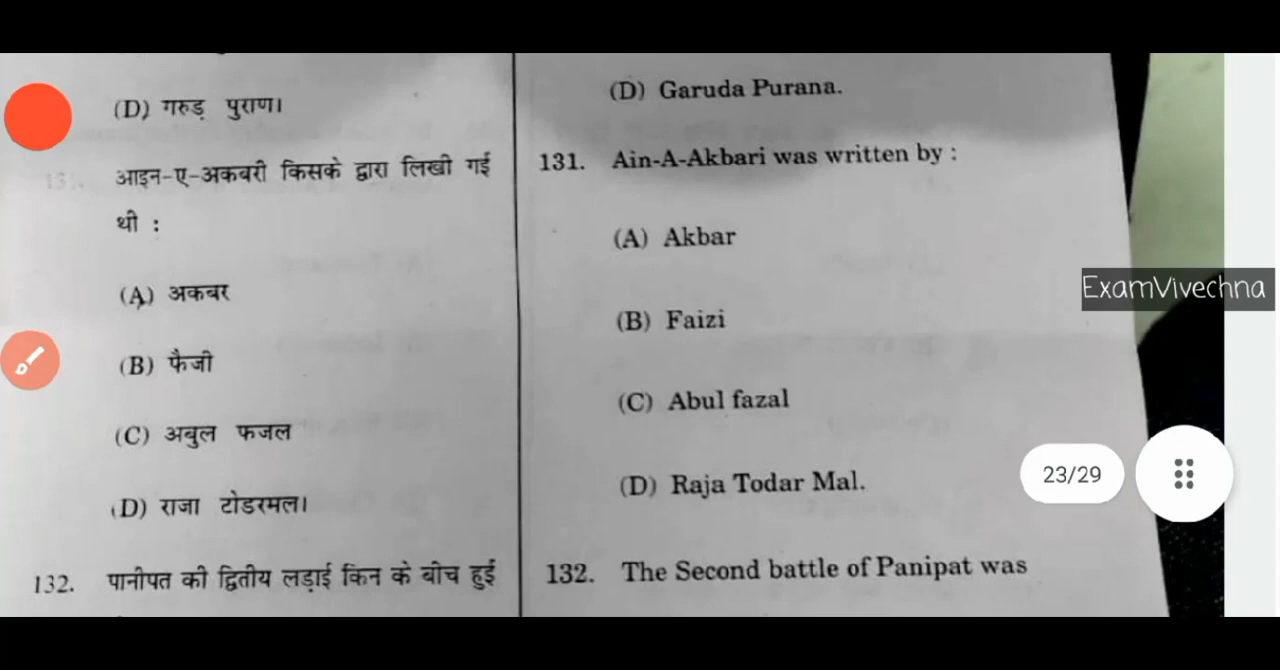 (D) गरुड़ पुराण।
आइन-ए-अकबरी किसके द्वारा लिखी गई
थी :
(A) अकबर
(B) फैजी
(C) अबुल फजल
(D) राजा टोडरमल।
132. पानीपत की द्वितीय लड़ाई किन के बीच हुई
(D) Garuda Purana.
131. Ain-A-Akbari was written by :
(A) Akbar
(B) Faizi
(C) Abul fazal
(D) Raja Todar Mal.
132. The Second battle of Panipat was
ExamVivechna
23/29